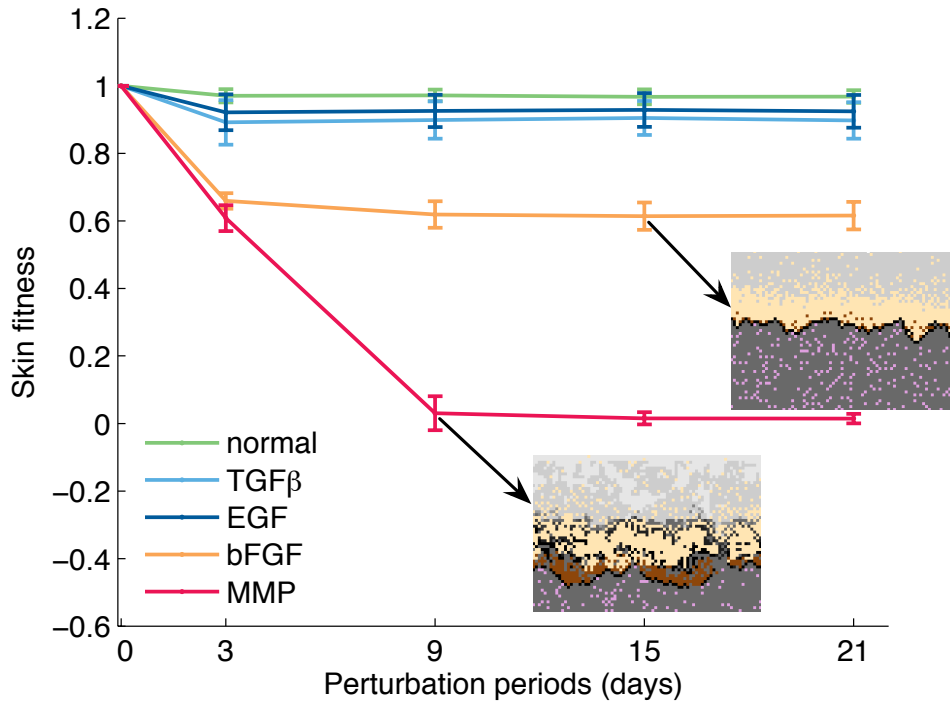 1.2
1
0.8
0.6
0.4
0.2
0
−0.2
−0.4
−0.6
Skin fitness
normal
TGFβ
EGF
bFGF
MMP
0 3 9 15 21
Perturbation periods (days)